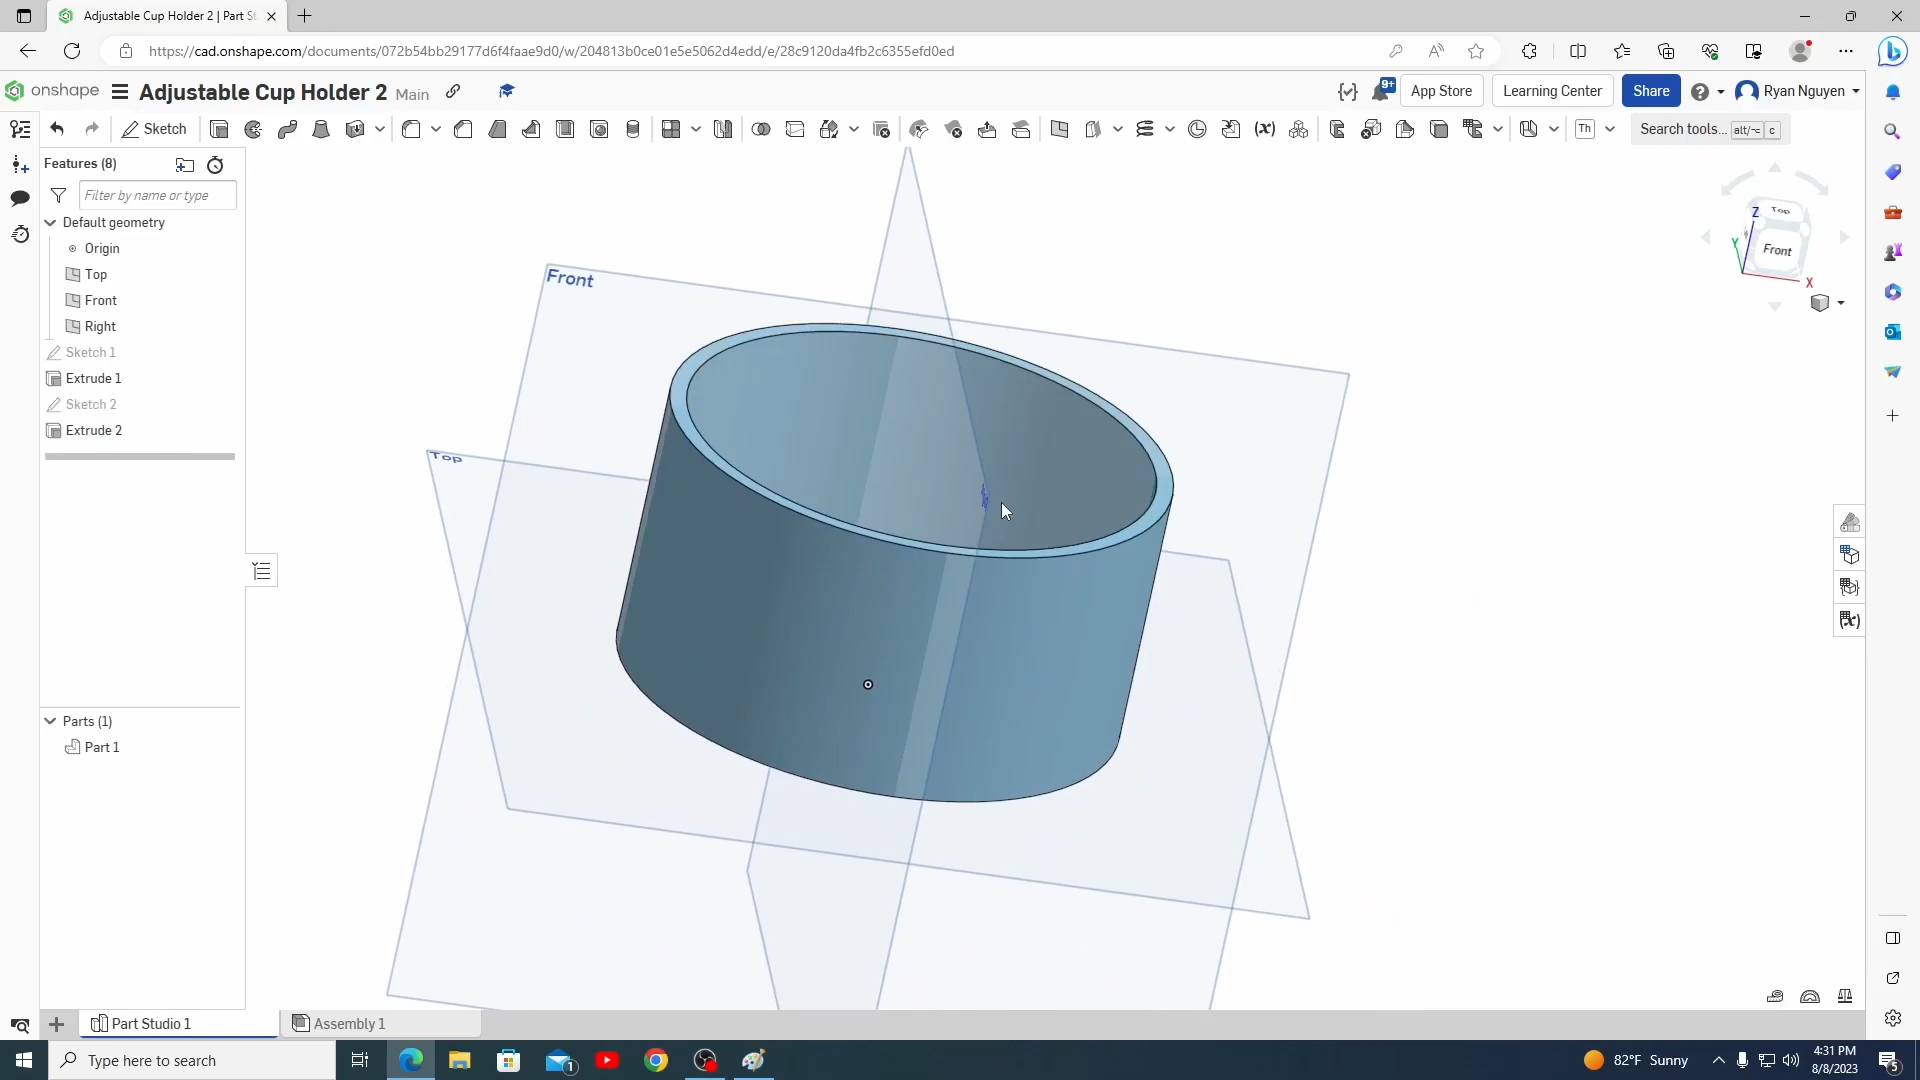 Adjustable Cup Holder 2 | Part St
https://cad.onshape.com/documents/072b54bb29177d6f4faae9d0/w/204813b0ce01e5e5062d4edd/e/28c9120da4fb2c6355efd0ed
onshape
Adjustable Cup Holder 2 Main
9+
App Store
Learning Center
Share
Ryan Nguyen
Sketch
Th
Search tools... alt/⌥ c
Features (8)
Filter by name or type
Default geometry
Origin
Top
Front
Right
Sketch 1
Extrude 1
Sketch 2
Extrude 2
Parts (1)
Part 1
Front
Top
Z
Top
Y
Front
X
Part Studio 1
Assembly 1
Type here to search
1
82°F Sunny
4:31 PM
8/8/2023
5